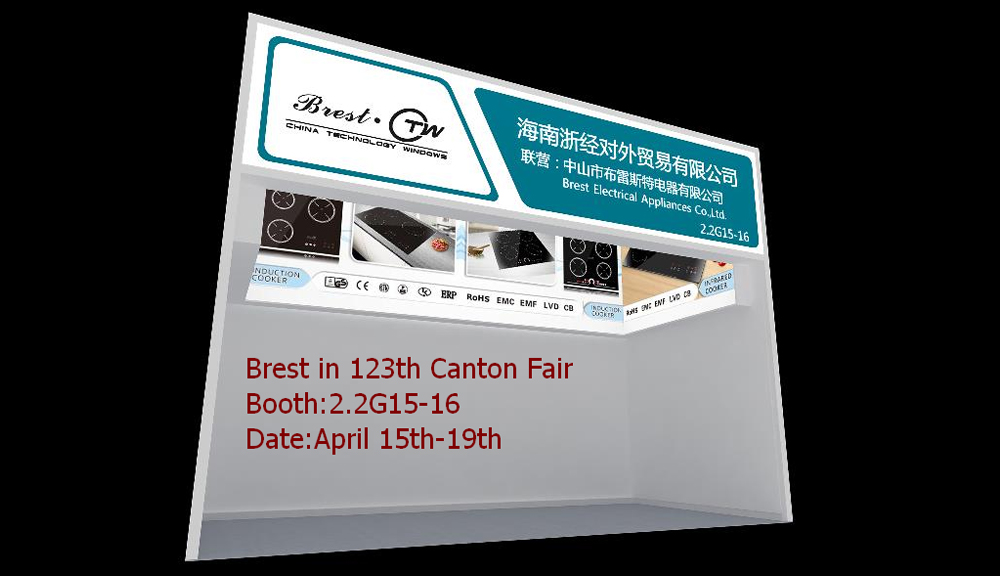 Brest · TW
CHINA TECHNOLOGY WINDOWS
海南浙经对外贸易有限公司
联营：中山市布雷斯特电器有限公司
Brest Electrical Appliances Co.,Ltd.
2.2G15-16
INDUCTION
COOKER
GS CE ERP RoHS EMC EMF LVD CB
INDUCTION
COOKER
RoHS EMC EMF LVD CB
INFRARED
COOKER
Brest in 123th Canton Fair
Booth:2.2G15-16
Date:April 15th-19th